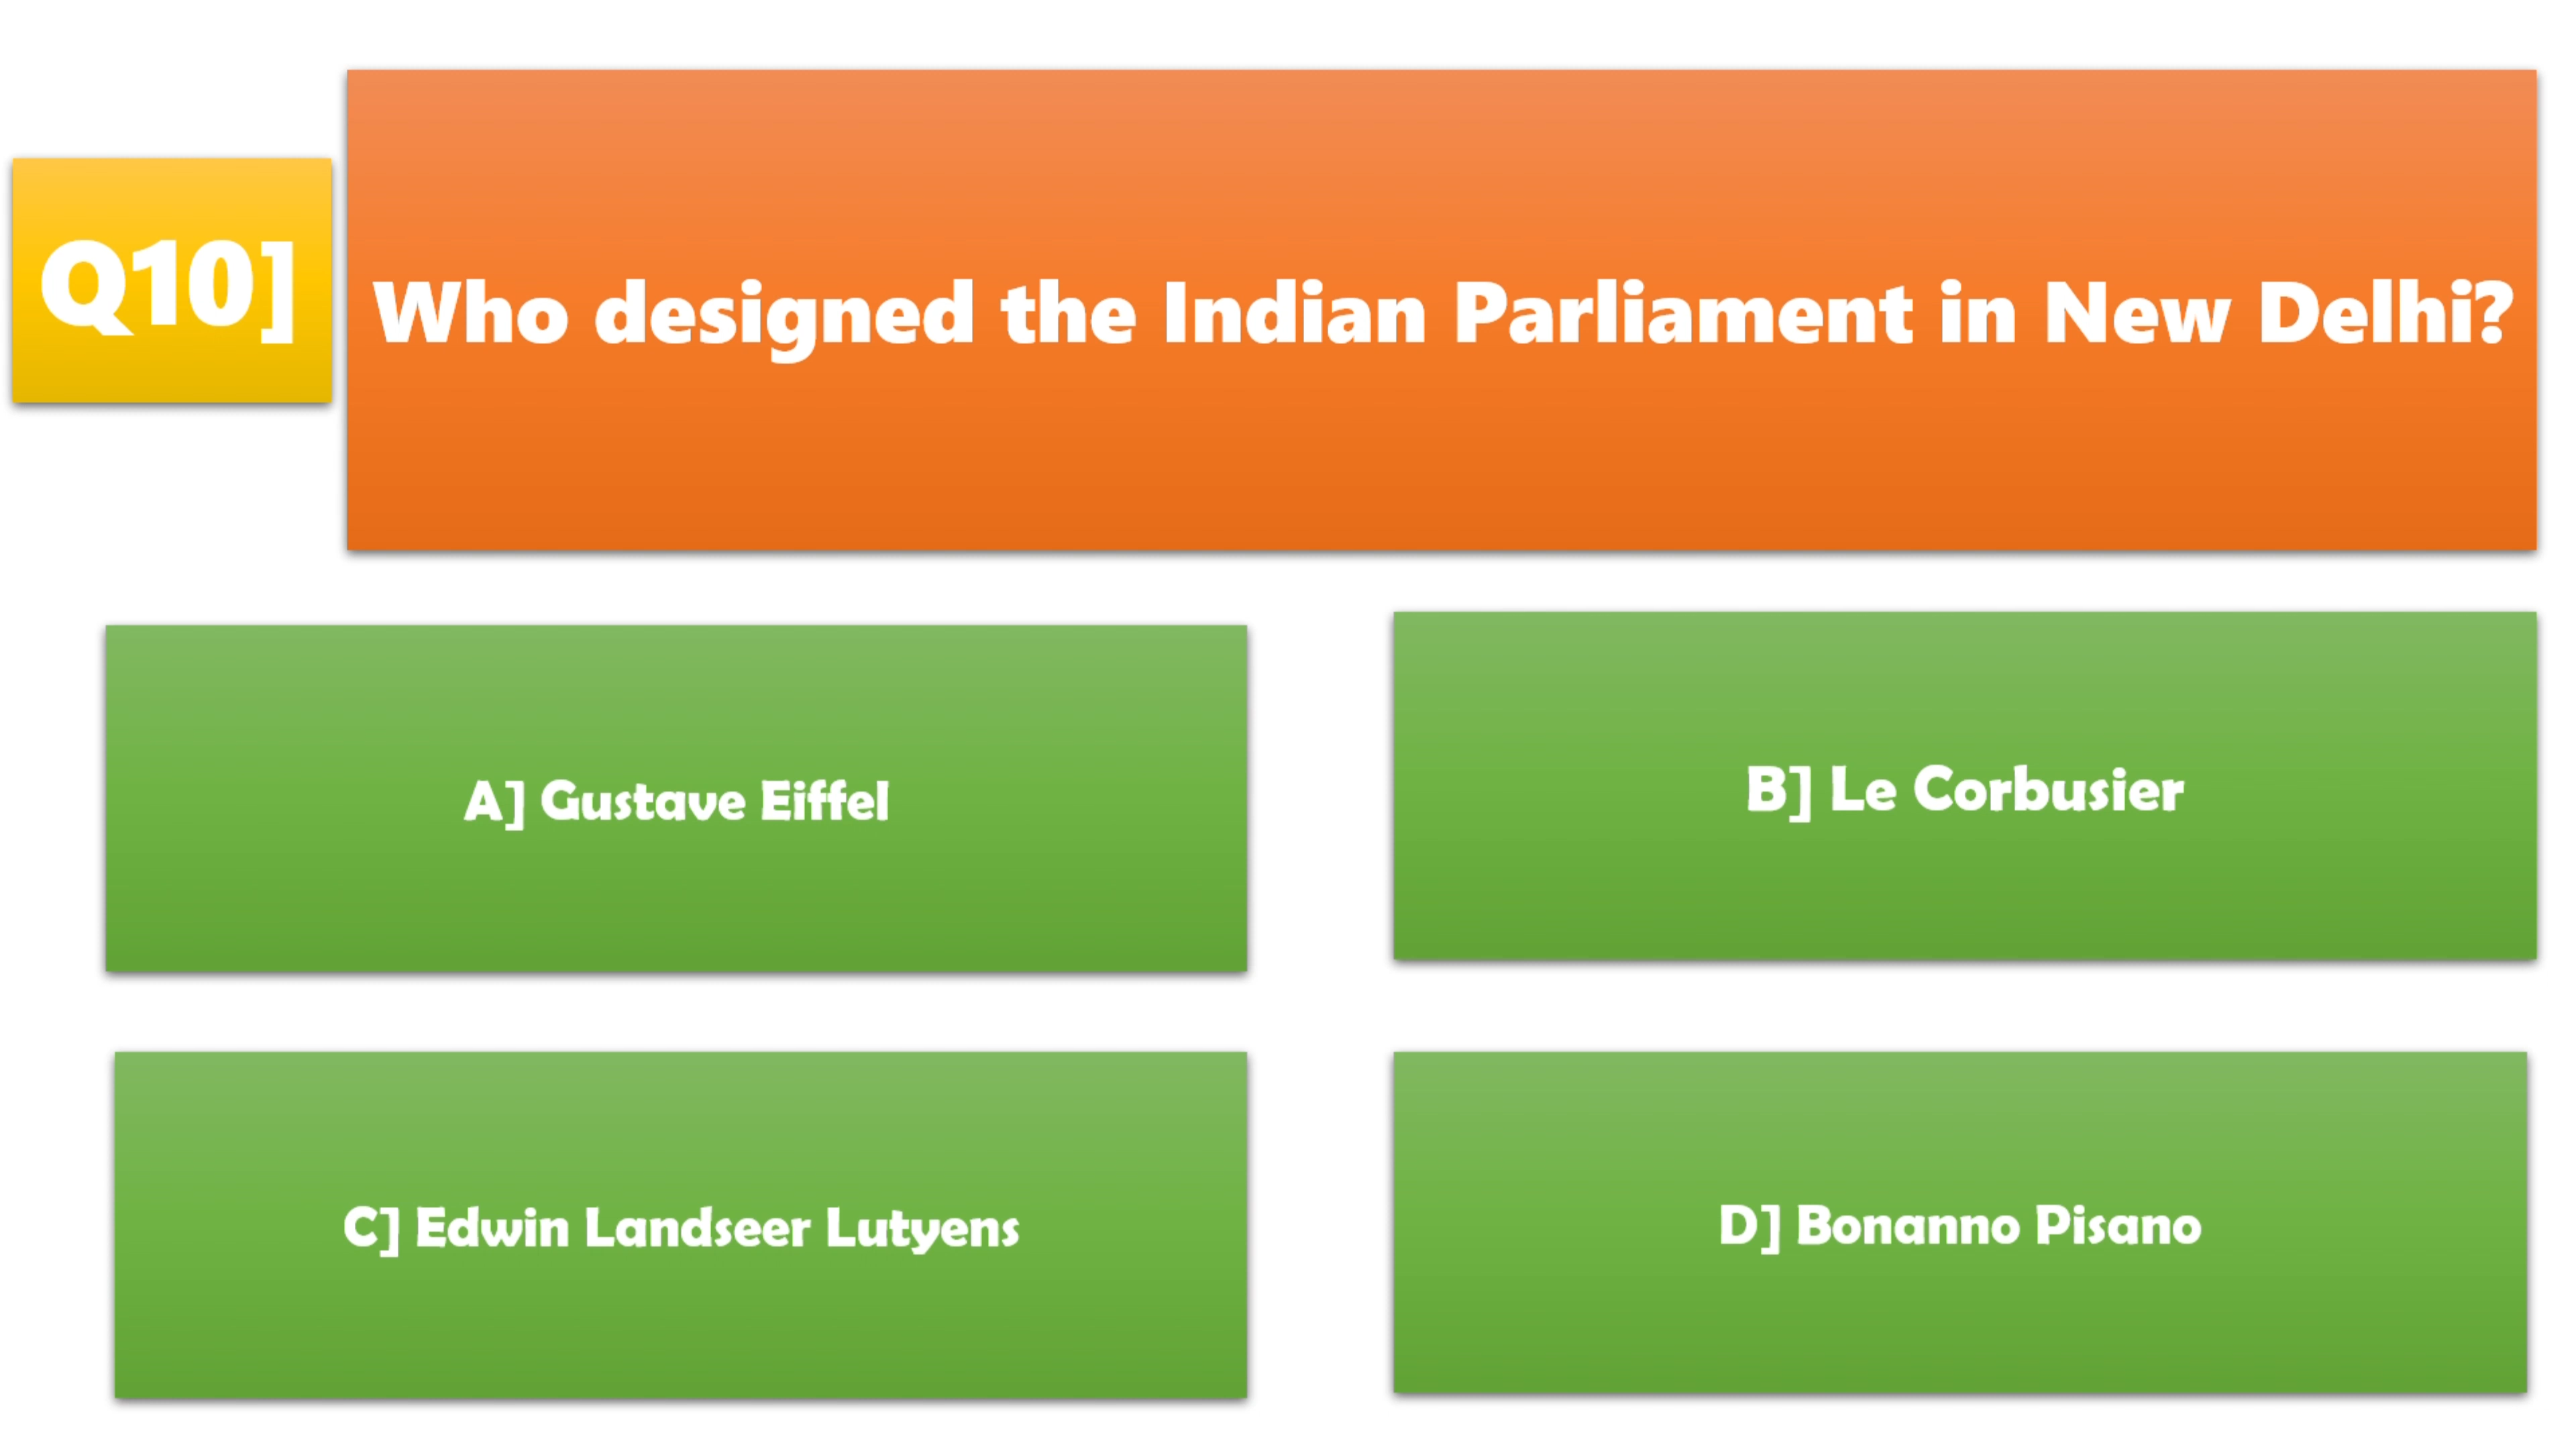 Q10]
Who designed the Indian Parliament in New Delhi?
A] Gustave Eiffel
B] Le Corbusier
C] Edwin Landseer Lutyens
D] Bonanno Pisano